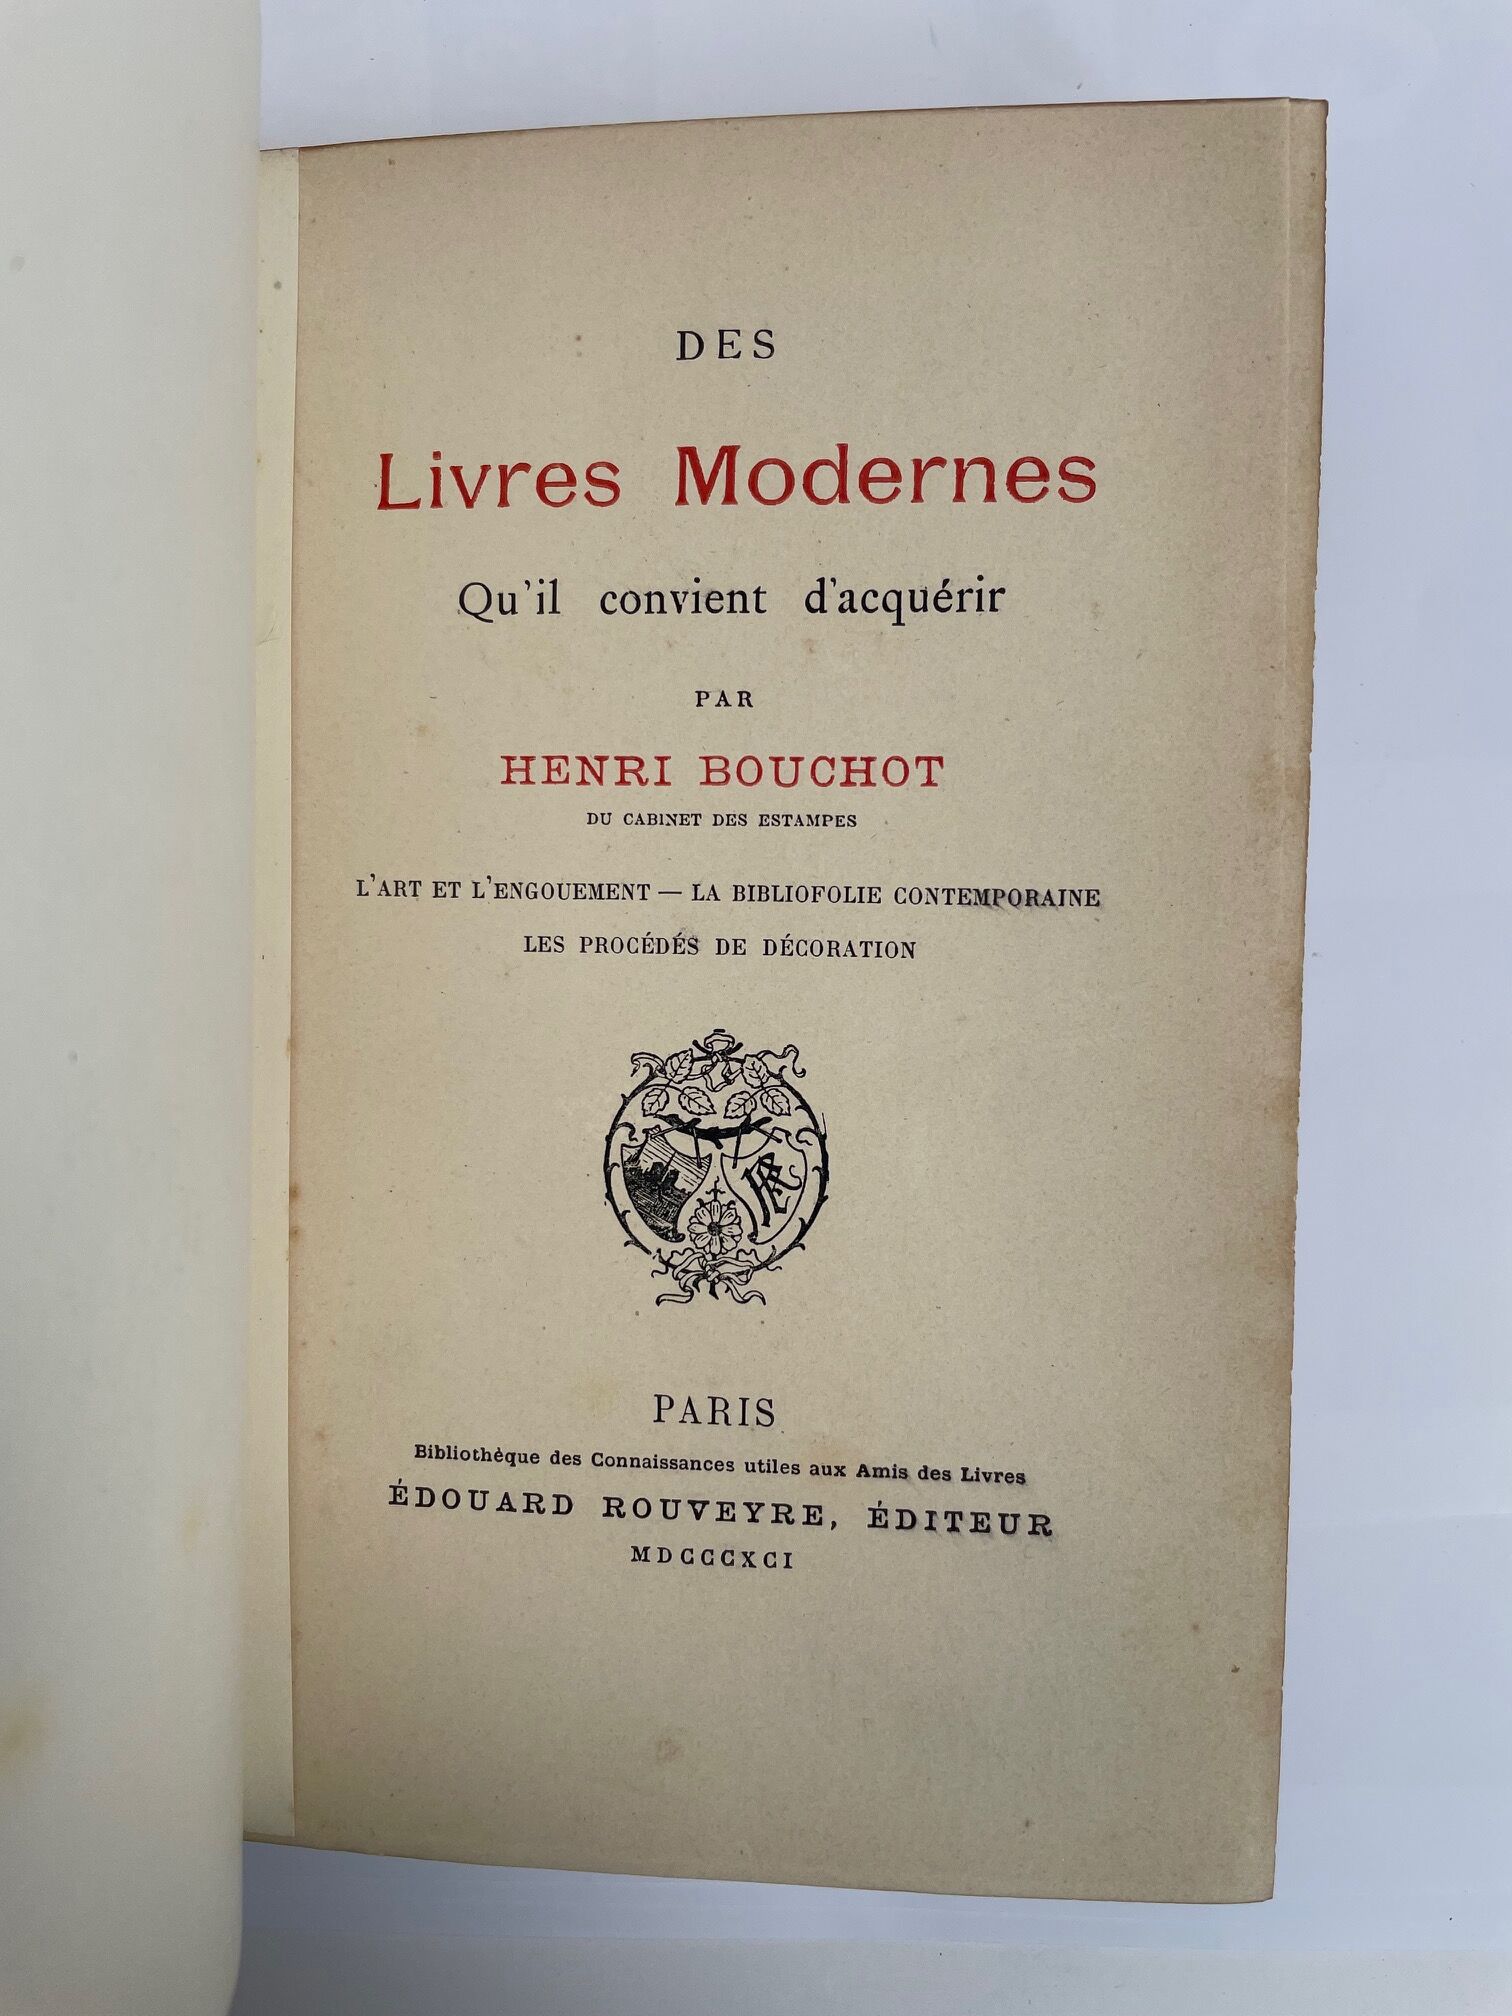 DES
Livres Modernes
Qu'il convient d'acquérir
PAR
HENRI BOUCHOT
DU CABINET DES ESTAMPES
L'ART ET L'ENGOUEMENT — LA BIBLIOFOLIE CONTEMPORAINE
LES PROCÉDÉS DE DÉCORATION
PARIS
Bibliothèque des Connaissances utiles aux Amis des Livres
ÉDOUARD ROUVEYRE, ÉDITEUR
MDCCCXCI